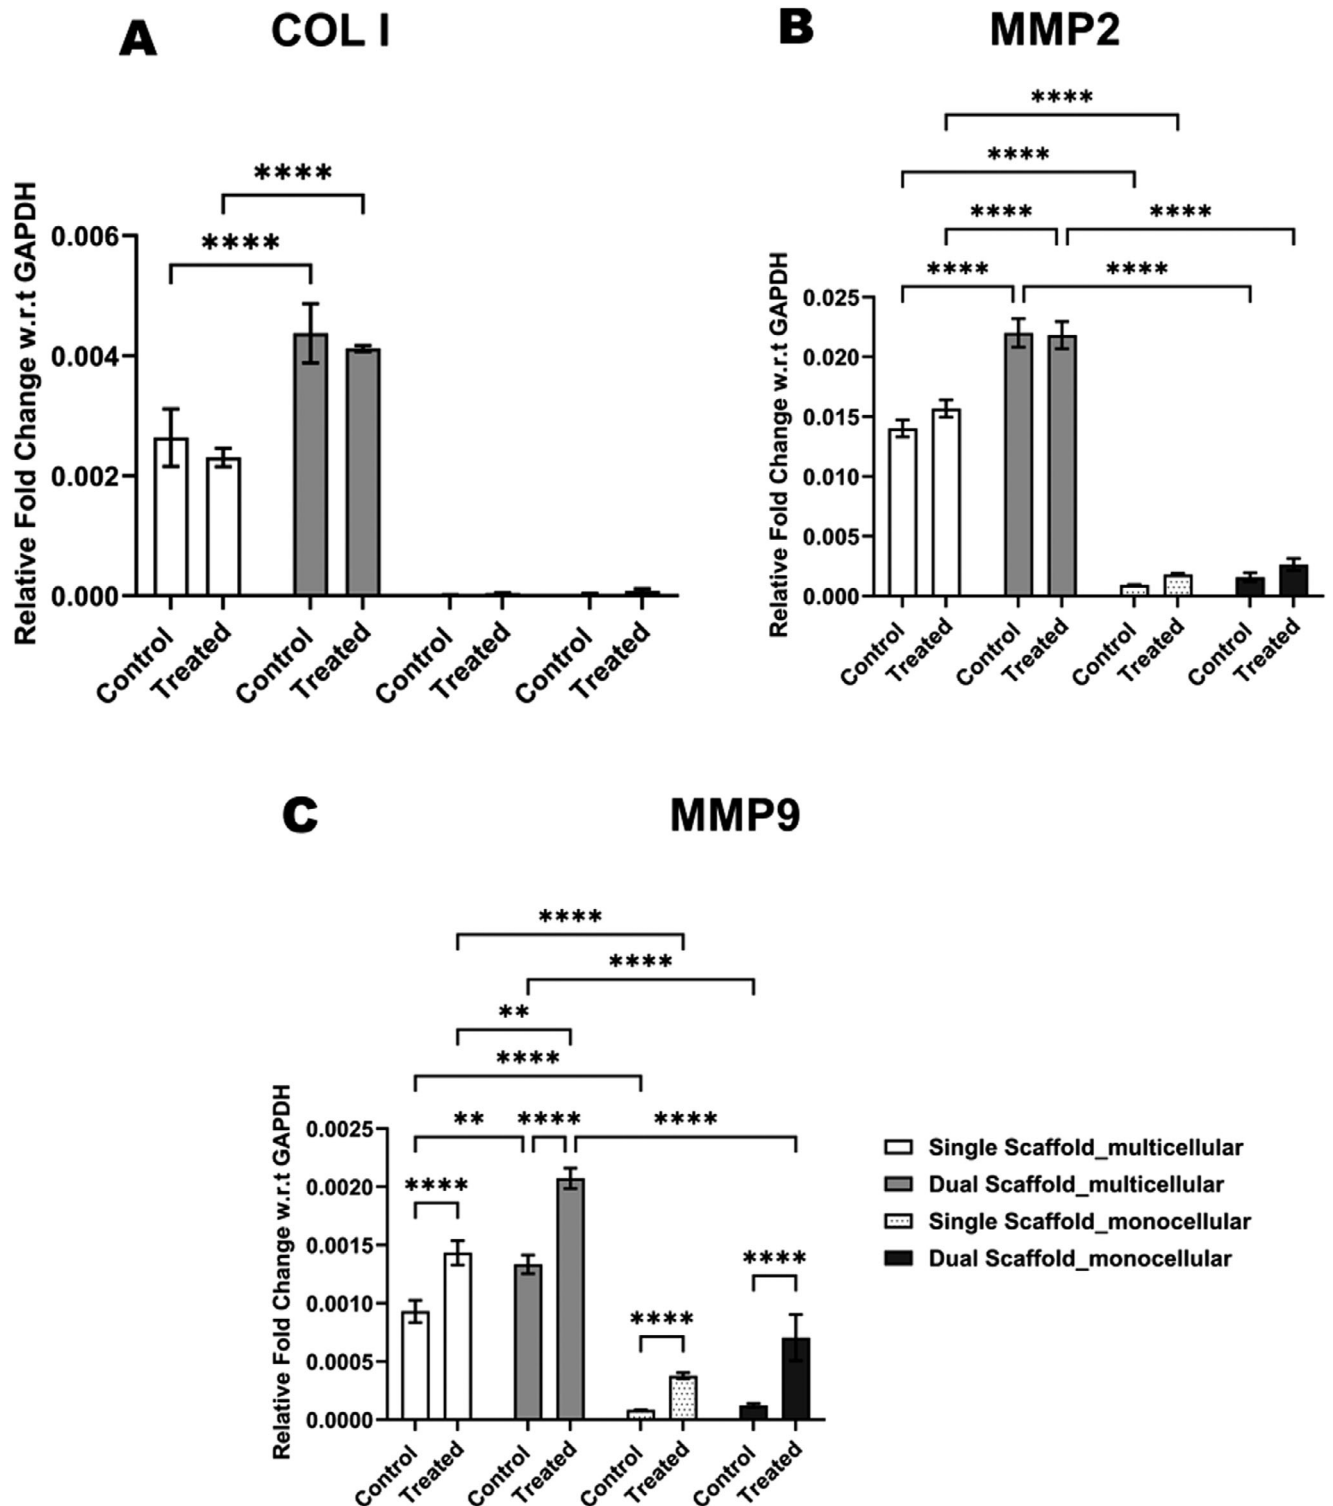 A
COL I
****
****
Relative Fold Change w.r.t GAPDH
0.006
0.004
0.002
0.000
Control
Treated
Control
Treated
Control
Treated
Control
Treated
B
MMP2
****
****
**** ****
**** ****
Relative Fold Change w.r.t GAPDH
0.025
0.020
0.015
0.010
0.005
0.000
Control
Treated
Control
Treated
Control
Treated
Control
Treated
C
MMP9
****
****
**
****
** **** ****
****
****
****
Relative Fold Change w.r.t GAPDH
0.0025
0.0020
0.0015
0.0010
0.0005
0.0000
Control
Treated
Control
Treated
Control
Treated
Control
Treated
Single Scaffold_multicellular
Dual Scaffold_multicellular
Single Scaffold_monocellular
Dual Scaffold_monocellular